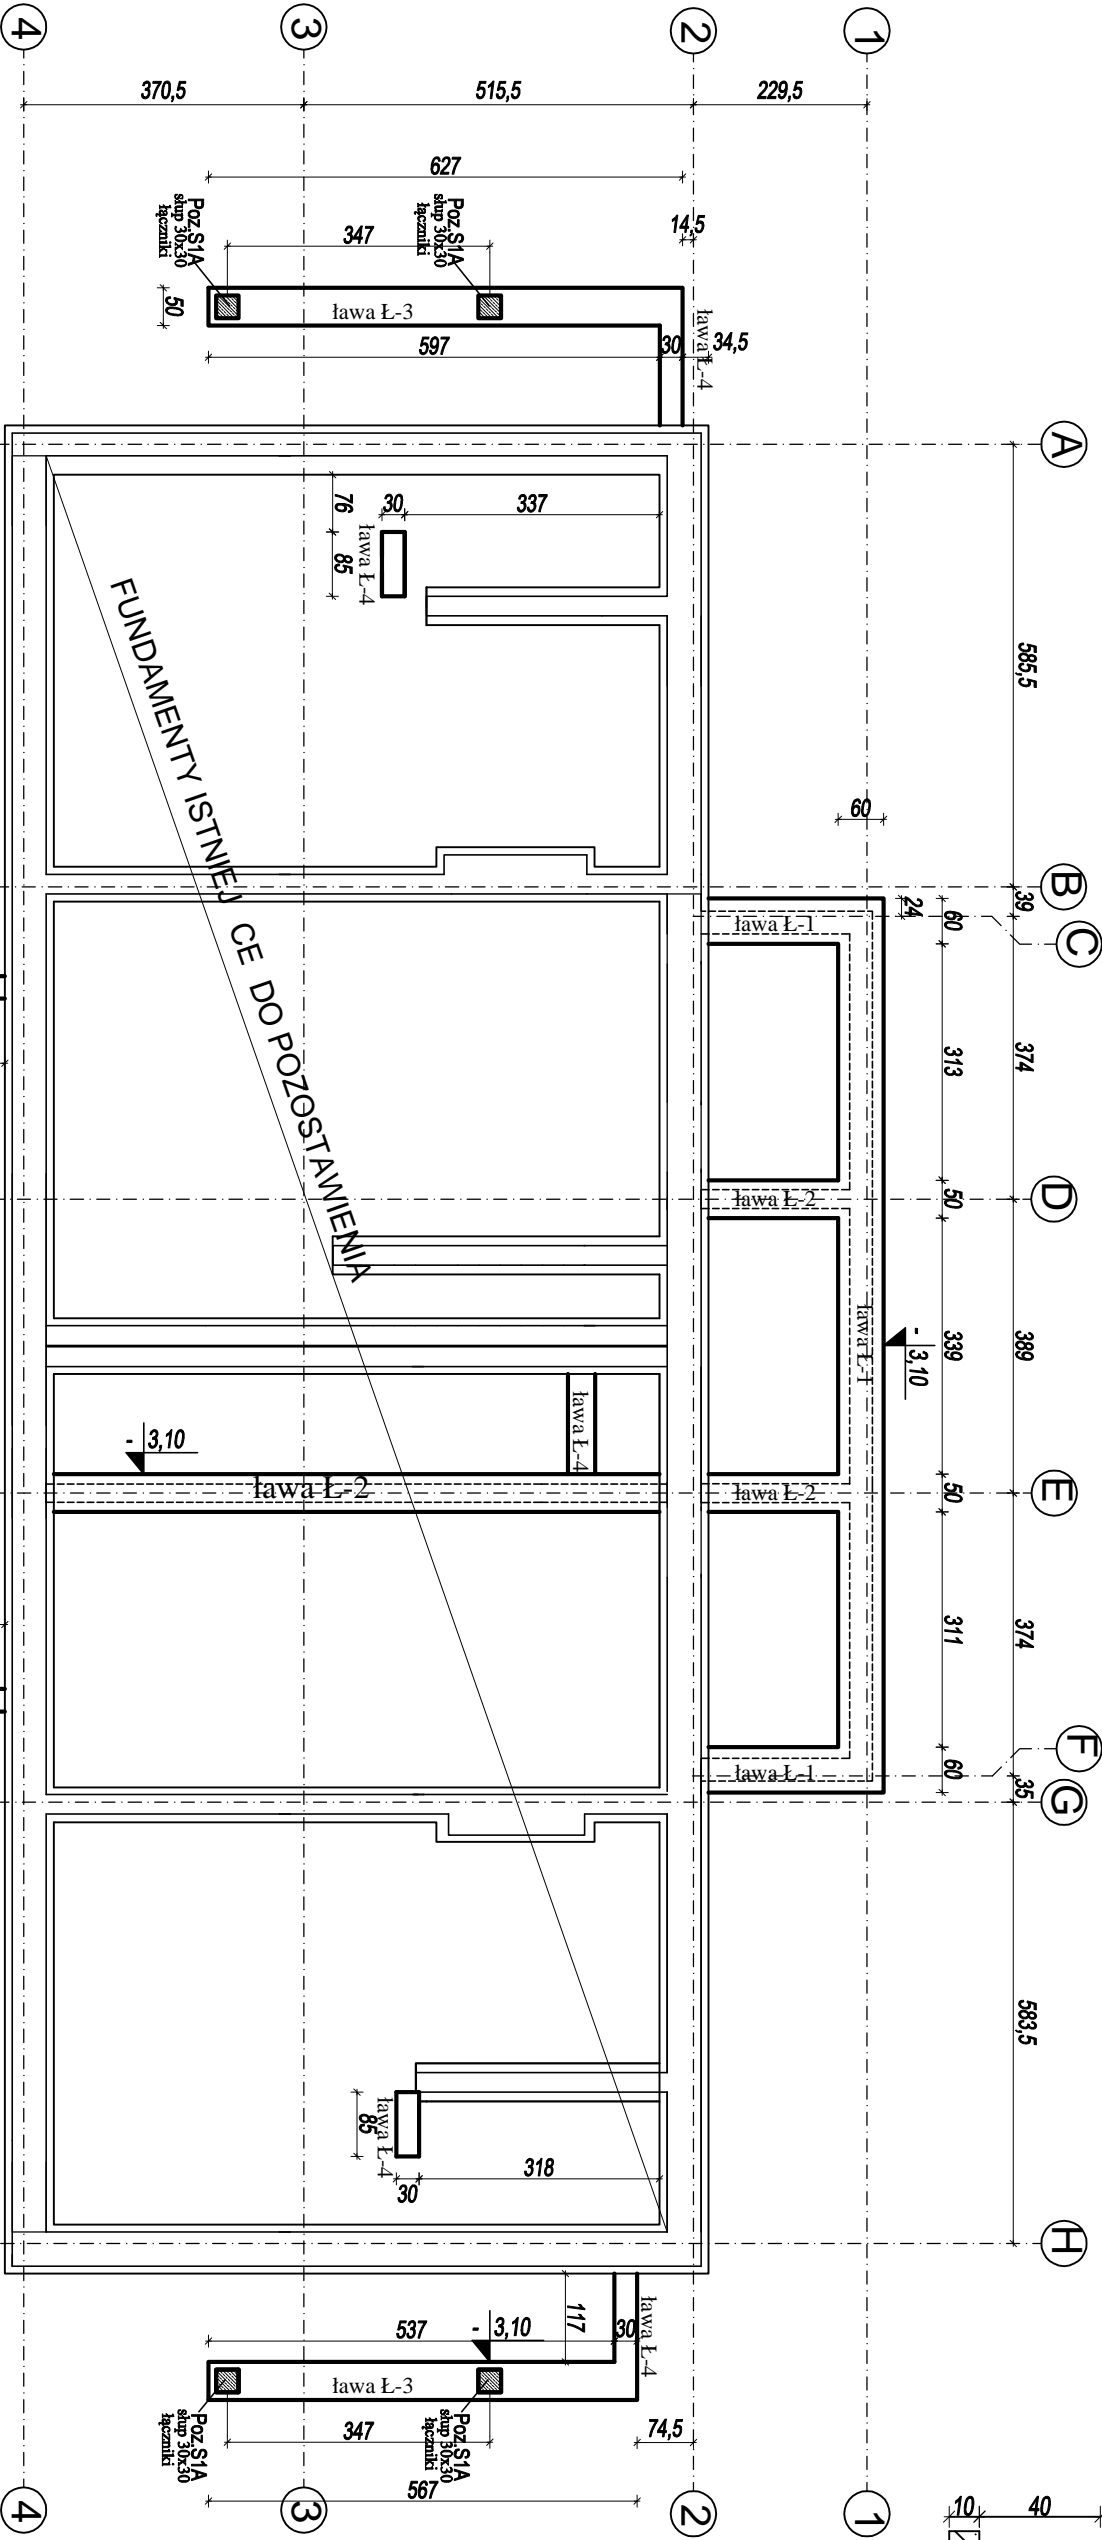 4
3
2
1
370,5
515,5
229,5
627
14,5
347
Poz.S1A
słup 30x30
łączniki
Poz.S1A
słup 30x30
łączniki
50
ława Ł-3
ława Ł-4
597
30
34,5
A
585,5
76
85
30
337
ława Ł-4
FUNDAMENTY ISTNIEJ CE DO POZOSTAWIENIA
60
B
39
24
60
C
ława Ł-1
313
374
50
D
ława Ł-2
ława Ł-1
- 3,10
339
389
ława Ł-4
- 3,10
ława Ł-2
ława Ł-2
50
E
311
374
F
60
35
ława Ł-1
G
583,5
ława Ł-4
85
30
318
H
117
537
- 3,10
30
ława Ł-4
ława Ł-3
Poz.S1A
słup 30x30
łączniki
Poz.S1A
słup 30x30
łączniki
347
74,5
567
10
40
4
3
2
1